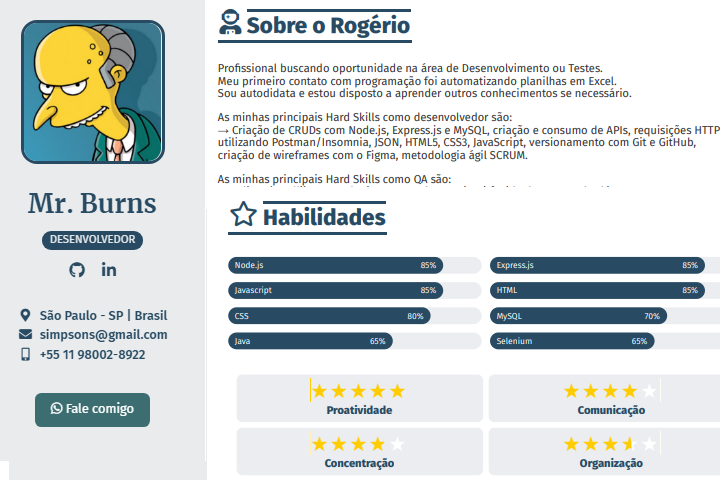 Mr. Burns
DESENVOLVEDOR
São Paulo - SP | Brasil
simpsons@gmail.com
+55 11 98002-8922
Fale comigo
Sobre o Rogério
Profissional buscando oportunidade na área de Desenvolvimento ou Testes.
Meu primeiro contato com programação foi automatizando planilhas em Excel.
Sou autodidata e estou disposto a aprender outros conhecimentos se necessário.
As minhas principais Hard Skills como desenvolvedor são:
→ Criação de CRUDs com Node.js, Express.js e MySQL, criação e consumo de APIs, requisições HTTP
utilizando Postman/Insomnia, JSON, HTML5, CSS3, JavaScript, versionamento com Git e GitHub,
criação de wireframes com o Figma, metodologia ágil SCRUM.
As minhas principais Hard Skills como QA são:
Habilidades
Node.js 85% Express.js 85%
Javascript 85% HTML 85%
CSS 80% MySQL 70%
Java 65% Selenium 65%
Proatividade Comunicação
Concentração Organização